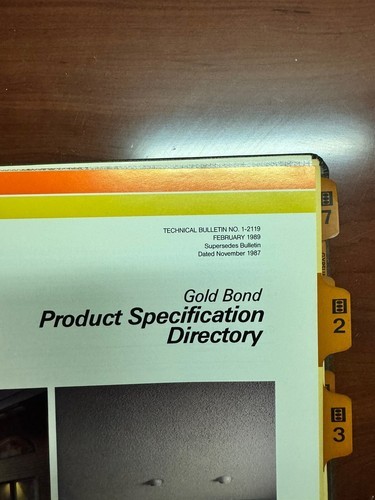 TECHNICAL BULLETIN NO. 1-2119
FEBRUARY 1989
Supersedes Bulletin
Dated November 1987
Gold Bond
Product Specification
Directory
7
2
3